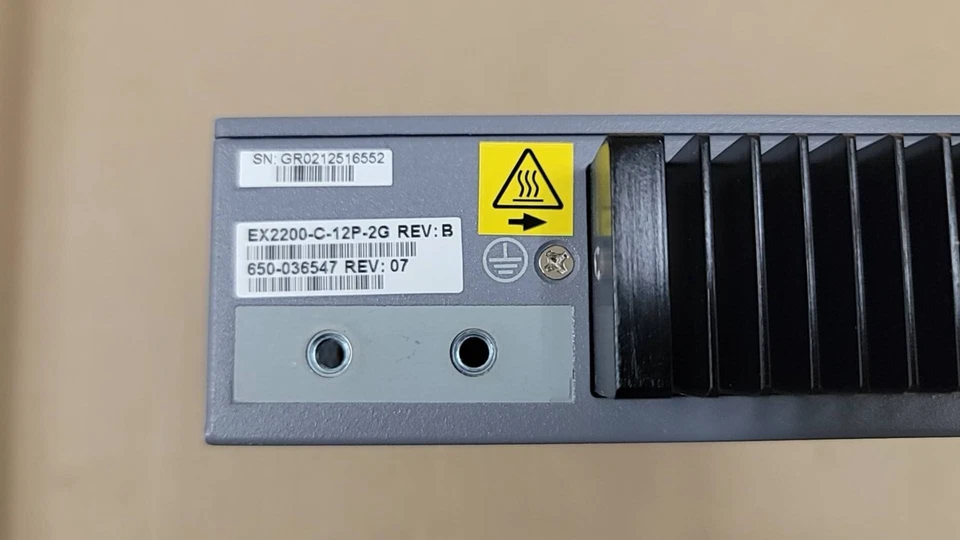 SN: GR0212516552
EX2200-C-12P-2G REV: B
650-036547 REV: 07